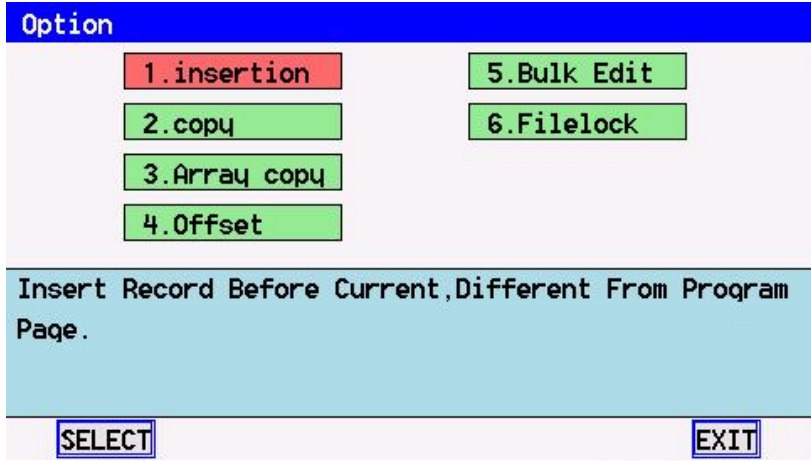 Option
1.insertion
2.copy
3.Array copy
4.Offset
5.Bulk Edit
6.Filelock
Insert Record Before Current,Different From Program
Page.
SELECT
EXIT